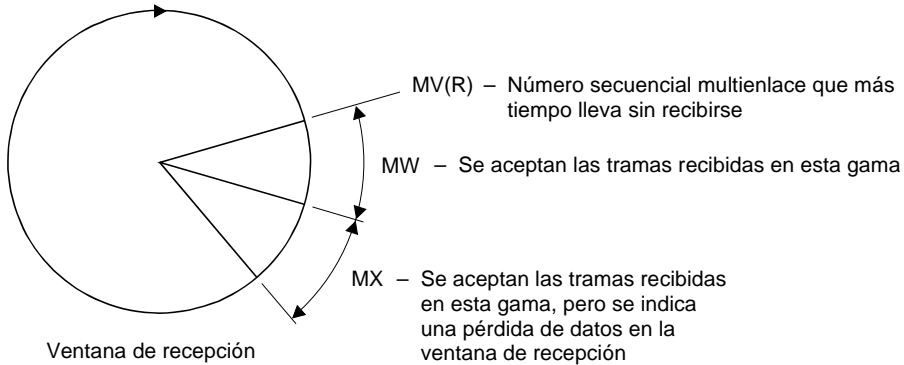 MV(R) – Número secuencial multienlace que más
tiempo lleva sin recibirse
MW – Se aceptan las tramas recibidas en esta gama
MX – Se aceptan las tramas recibidas
en esta gama, pero se indica
una pérdida de datos en la
ventana de recepción
Ventana de recepción